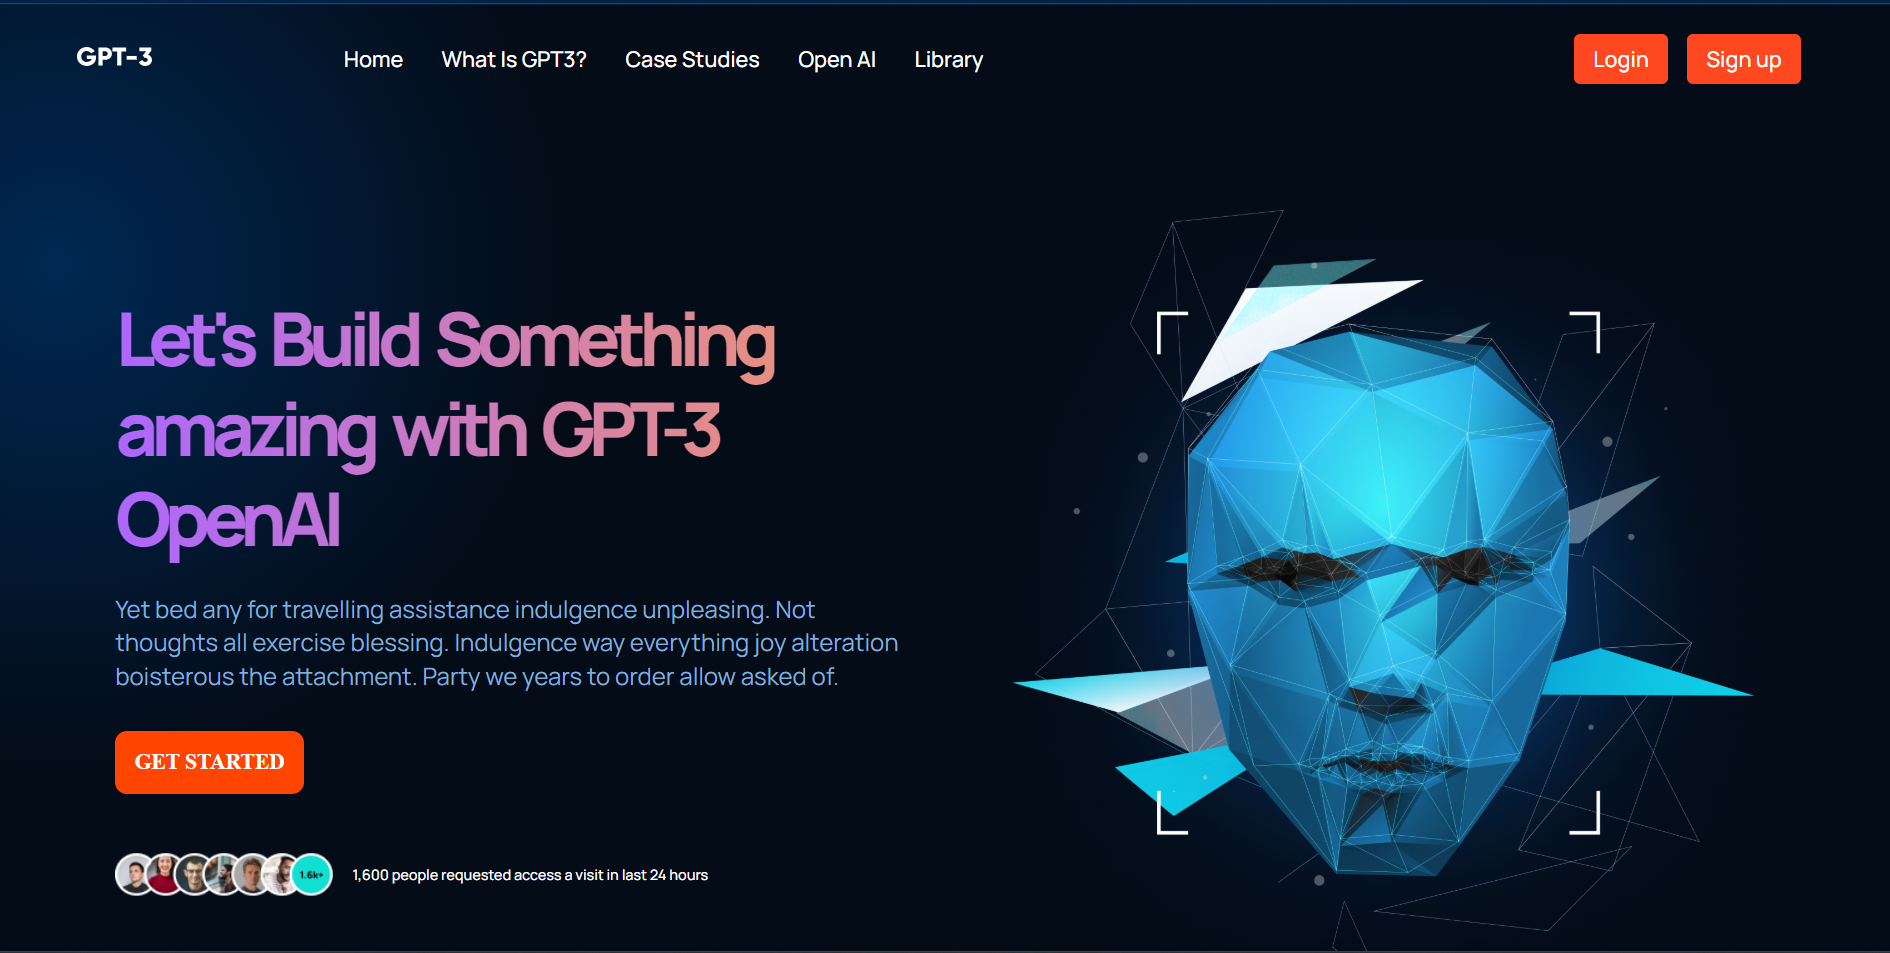 GPT-3
Home
What Is GPT3?
Case Studies
Open AI
Library
Login
Sign up
Let's Build Something
amazing with GPT-3
OpenAI
Yet bed any for travelling assistance indulgence unpleasing. Not
thoughts all exercise blessing. Indulgence way everything joy alteration
boisterous the attachment. Party we years to order allow asked of.
GET STARTED
1.6k+
1,600 people requested access a visit in last 24 hours